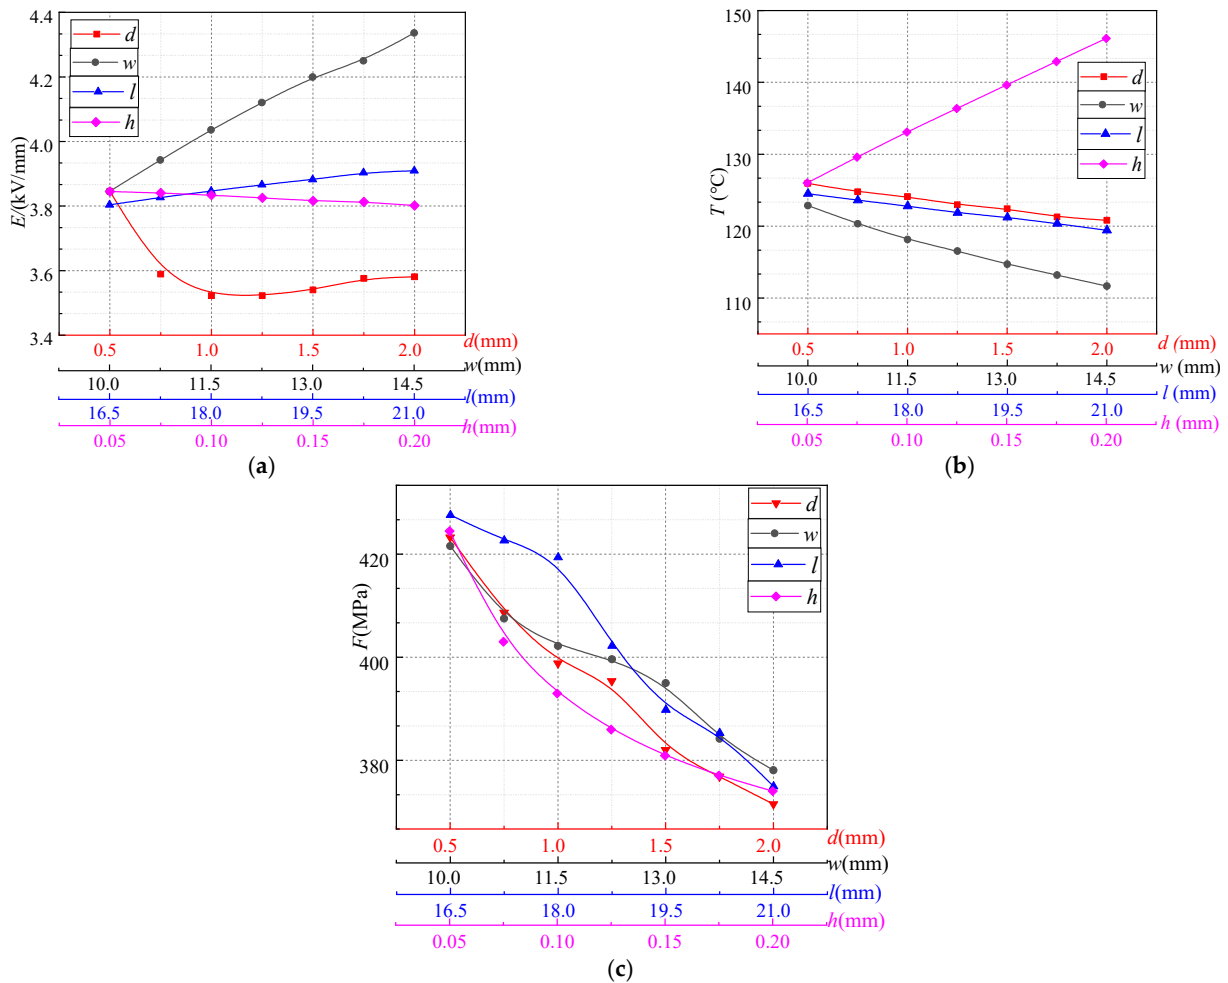 4.4
4.2
4.0
3.8
3.6
3.4
E/(kV/mm)
d
w
l
h
0.5 1.0 1.5 2.0 d(mm)
w(mm)
10.0 11.5 13.0 14.5
l(mm)
16.5 18.0 19.5 21.0
h(mm)
0.05 0.10 0.15 0.20
(a)
150
140
130
120
110
T (°C)
d
w
l
h
0.5 1.0 1.5 2.0 d (mm)
w (mm)
10.0 11.5 13.0 14.5
l (mm)
16.5 18.0 19.5 21.0
h (mm)
0.05 0.10 0.15 0.20
(b)
420
400
380
F(MPa)
d
w
l
h
0.5 1.0 1.5 2.0 d(mm)
w(mm)
10.0 11.5 13.0 14.5
l(mm)
16.5 18.0 19.5 21.0
h(mm)
0.05 0.10 0.15 0.20
(c)